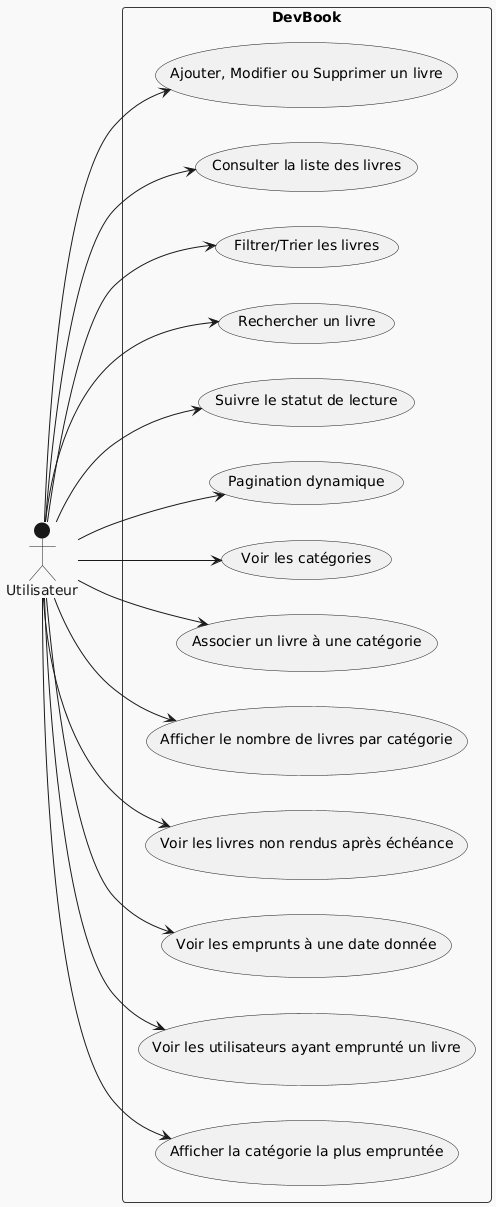 DevBook
Ajouter, Modifier ou Supprimer un livre
Consulter la liste des livres
Filtrer/Trier les livres
Rechercher un livre
Suivre le statut de lecture
Pagination dynamique
Voir les catégories
Utilisateur
Associer un livre à une catégorie
Afficher le nombre de livres par catégorie
Voir les livres non rendus après échéance
Voir les emprunts à une date donnée
Voir les utilisateurs ayant emprunté un livre
Afficher la catégorie la plus empruntée